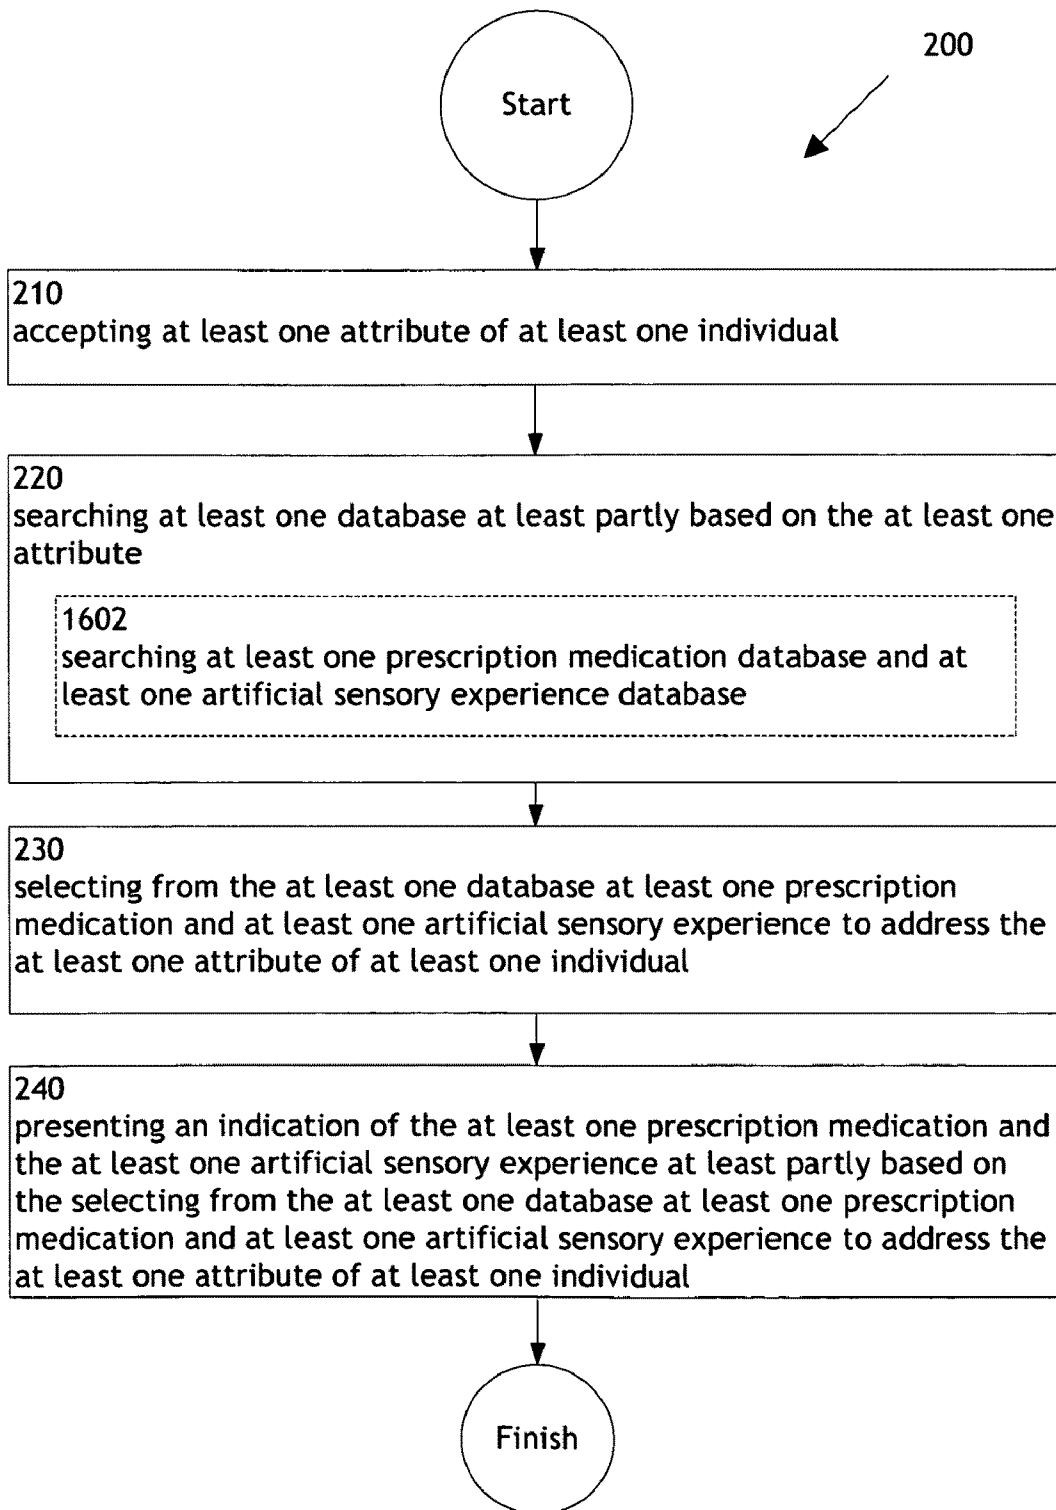 200
Start
210
accepting at least one attribute of at least one individual
220
searching at least one database at least partly based on the at least one
attribute
1602
searching at least one prescription medication database and at
least one artificial sensory experience database
230
selecting from the at least one database at least one prescription
medication and at least one artificial sensory experience to address the
at least one attribute of at least one individual
240
presenting an indication of the at least one prescription medication and
the at least one artificial sensory experience at least partly based on
the selecting from the at least one database at least one prescription
medication and at least one artificial sensory experience to address the
at least one attribute of at least one individual
Finish